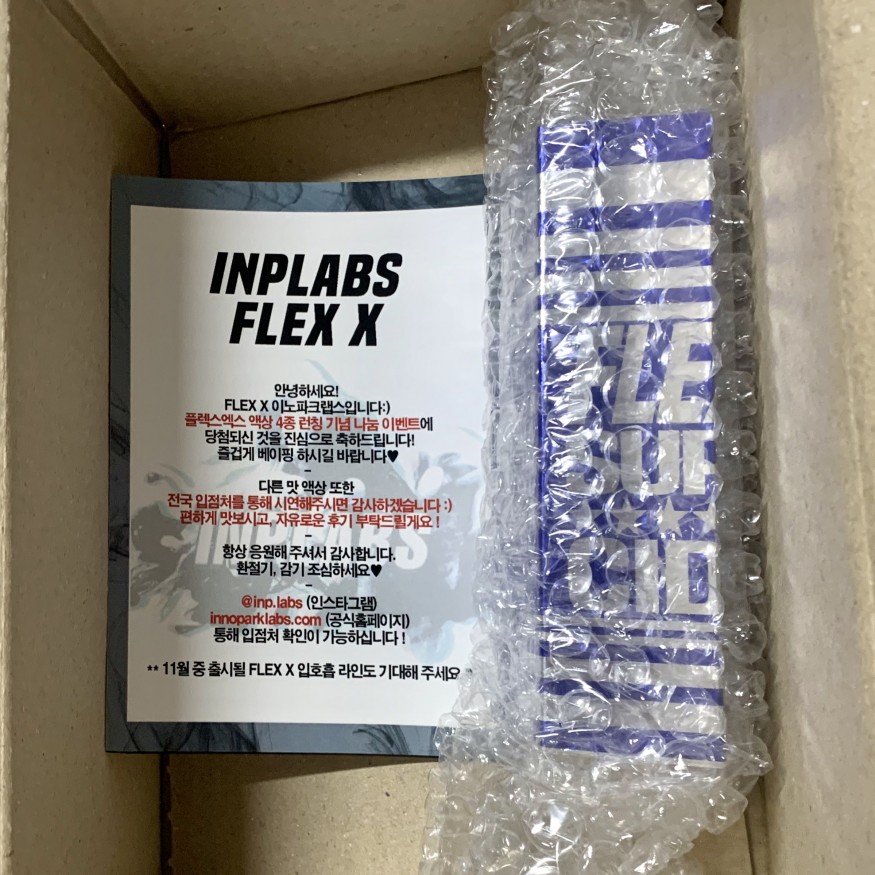 INPLABS
FLEX X
안녕하세요!
FLEX X 이노파크랩스입니다:)
플렉스엑스 액상 4종 런칭 기념 나눔 이벤트에
당첨되신 것을 진심으로 축하드립니다!
즐겁게 베이핑 하시길 바랍니다♥
–
다른 맛 액상 또한
전국 입점처를 통해 시연해주시면 감사하겠습니다 :)
편하게 맛보시고, 자유로운 후기 부탁드릴게요 !
–
항상 응원해 주셔서 감사합니다.
환절기, 감기 조심하세요♥
–
@inp.labs (인스타그램)
innoparklabs.com (공식홈페이지)
통해 입점처 확인이 가능하십니다 !
** 11월 중 출시될 FLEX X 입호흡 라인도 기대해 주세요
INPLABS
FLE